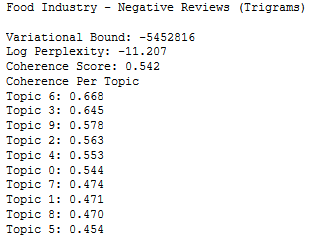 Food Industry - Negative Reviews (Trigrams)
Variational Bound: -5452816
Log Perplexity: -11.207
Coherence Score: 0.542
Coherence Per Topic
Topic 6: 0.668
Topic 3: 0.645
Topic 9: 0.578
Topic 2: 0.563
Topic 4: 0.553
Topic 0: 0.544
Topic 7: 0.474
Topic 1: 0.471
Topic 8: 0.470
Topic 5: 0.454